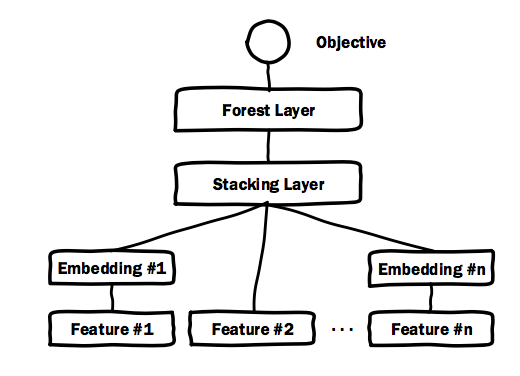 Objective
Forest Layer
Stacking Layer
Embedding #1
Embedding #n
Feature #1
Feature #2
...
Feature #n